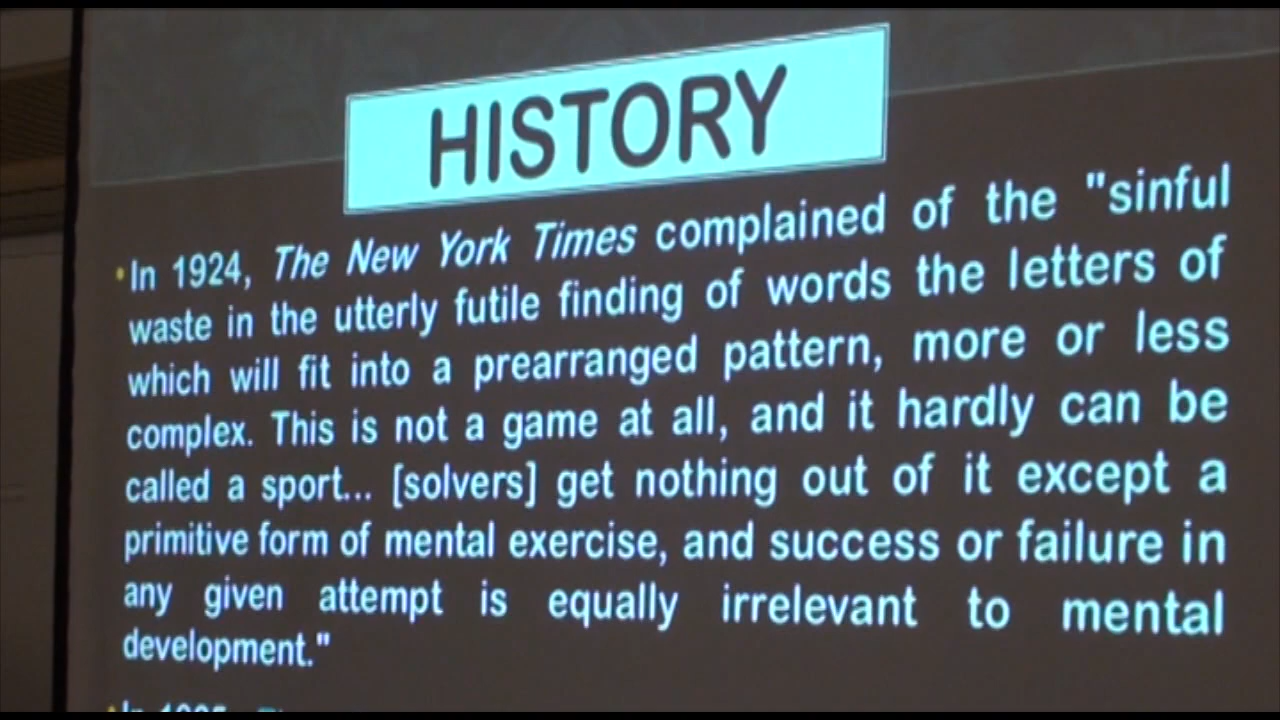 HISTORY
•In 1924, The New York Times complained of the "sinful
waste in the utterly futile finding of words the letters of
which will fit into a prearranged pattern, more or less
complex. This is not a game at all, and it hardly can be
called a sport... [solvers] get nothing out of it except a
primitive form of mental exercise, and success or failure in
any given attempt is equally irrelevant to mental
development."
•In